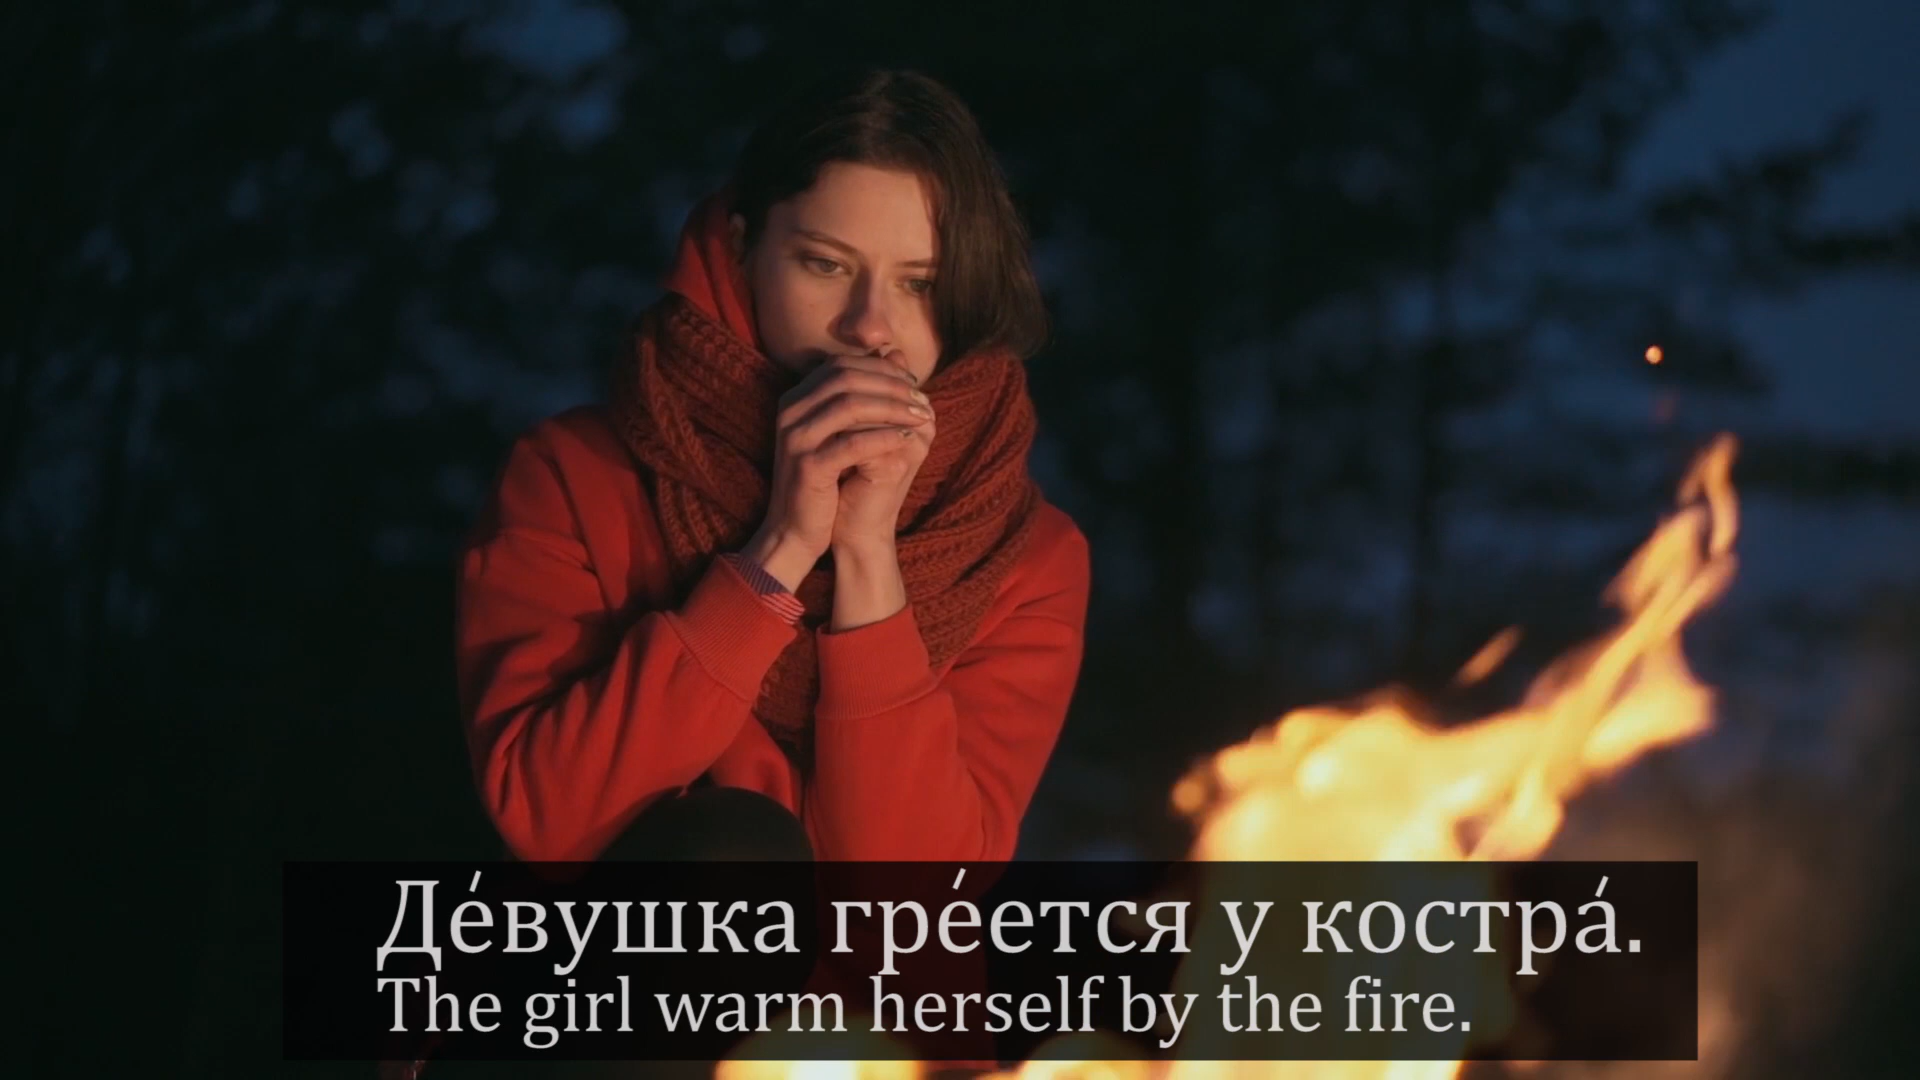 Де́вушка гре́ется у костра́.
The girl warm herself by the fire.